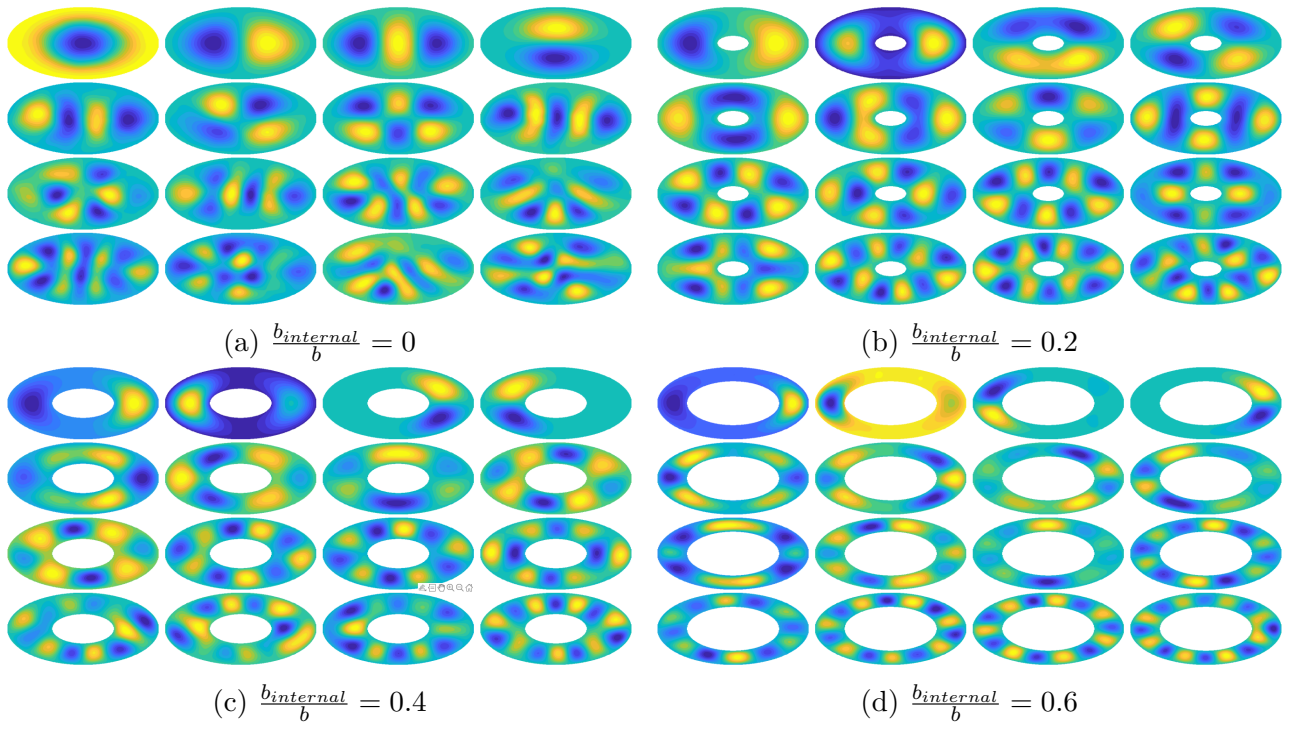 (a) $\frac{b_{internal}}{b} = 0$
(b) $\frac{b_{internal}}{b} = 0.2$
(c) $\frac{b_{internal}}{b} = 0.4$
(d) $\frac{b_{internal}}{b} = 0.6$